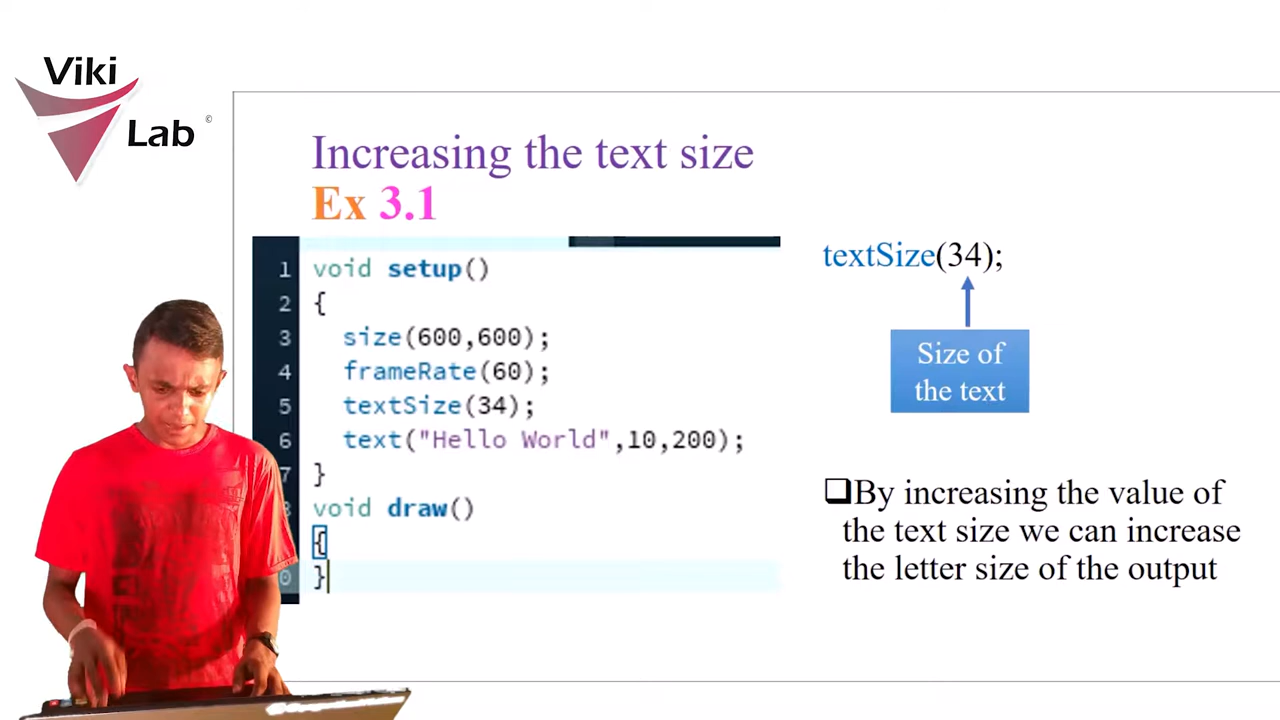 Viki
Lab ©
Increasing the text size
Ex 3.1
1 void setup()
2 {
3 size(600,600);
4 frameRate(60);
5 textSize(34);
6 text("Hello World",10,200);
7 }
void draw()
{
0 }
textSize(34);
Size of
the text
❑By increasing the value of
the text size we can increase
the letter size of the output